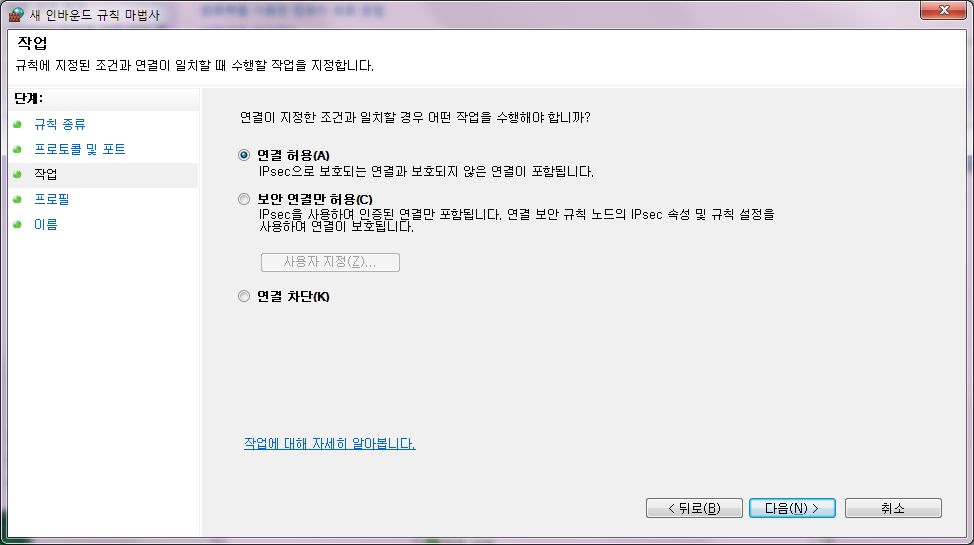 새 인바운드 규칙 마법사
작업
규칙에 지정된 조건과 연결이 일치할 때 수행할 작업을 지정합니다.
단계:
규칙 종류
프로토콜 및 포트
작업
프로필
이름
연결이 지정한 조건과 일치할 경우 어떤 작업을 수행해야 합니까?
연결 허용(A)
IPsec으로 보호되는 연결과 보호되지 않은 연결이 포함됩니다.
보안 연결만 허용(C)
IPsec을 사용하여 인증된 연결만 포함됩니다. 연결 보안 규칙 노드의 IPsec 속성 및 규칙 설정을
사용하여 연결이 보호됩니다.
사용자 지정(Z)...
연결 차단(K)
작업에 대해 자세히 알아봅니다.
< 뒤로(B)
다음(N) >
취소